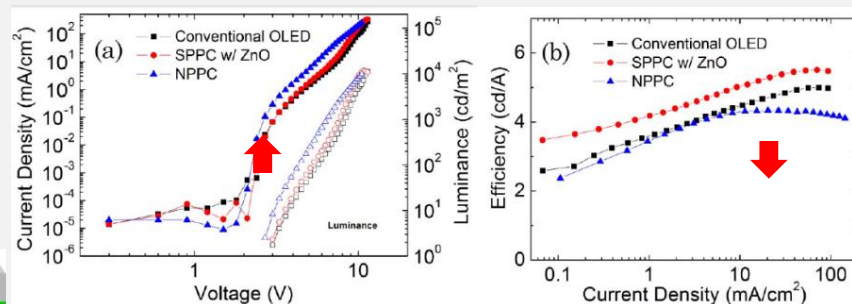 (a)
Conventional OLED
SPPC w/ ZnO
NPPC
Luminance
Current Density (mA/cm²)
10²
10¹
10⁰
10⁻¹
10⁻²
10⁻³
10⁻⁴
10⁻⁵
10⁻⁶
1
10
Voltage (V)
10⁵
10⁴
10³
10²
10¹
10⁰
Luminance (cd/m²)
(b)
Conventional OLED
SPPC w/ ZnO
NPPC
Efficiency (cd/A)
6
4
2
0
0.1
1
10
100
Current Density (mA/cm²)